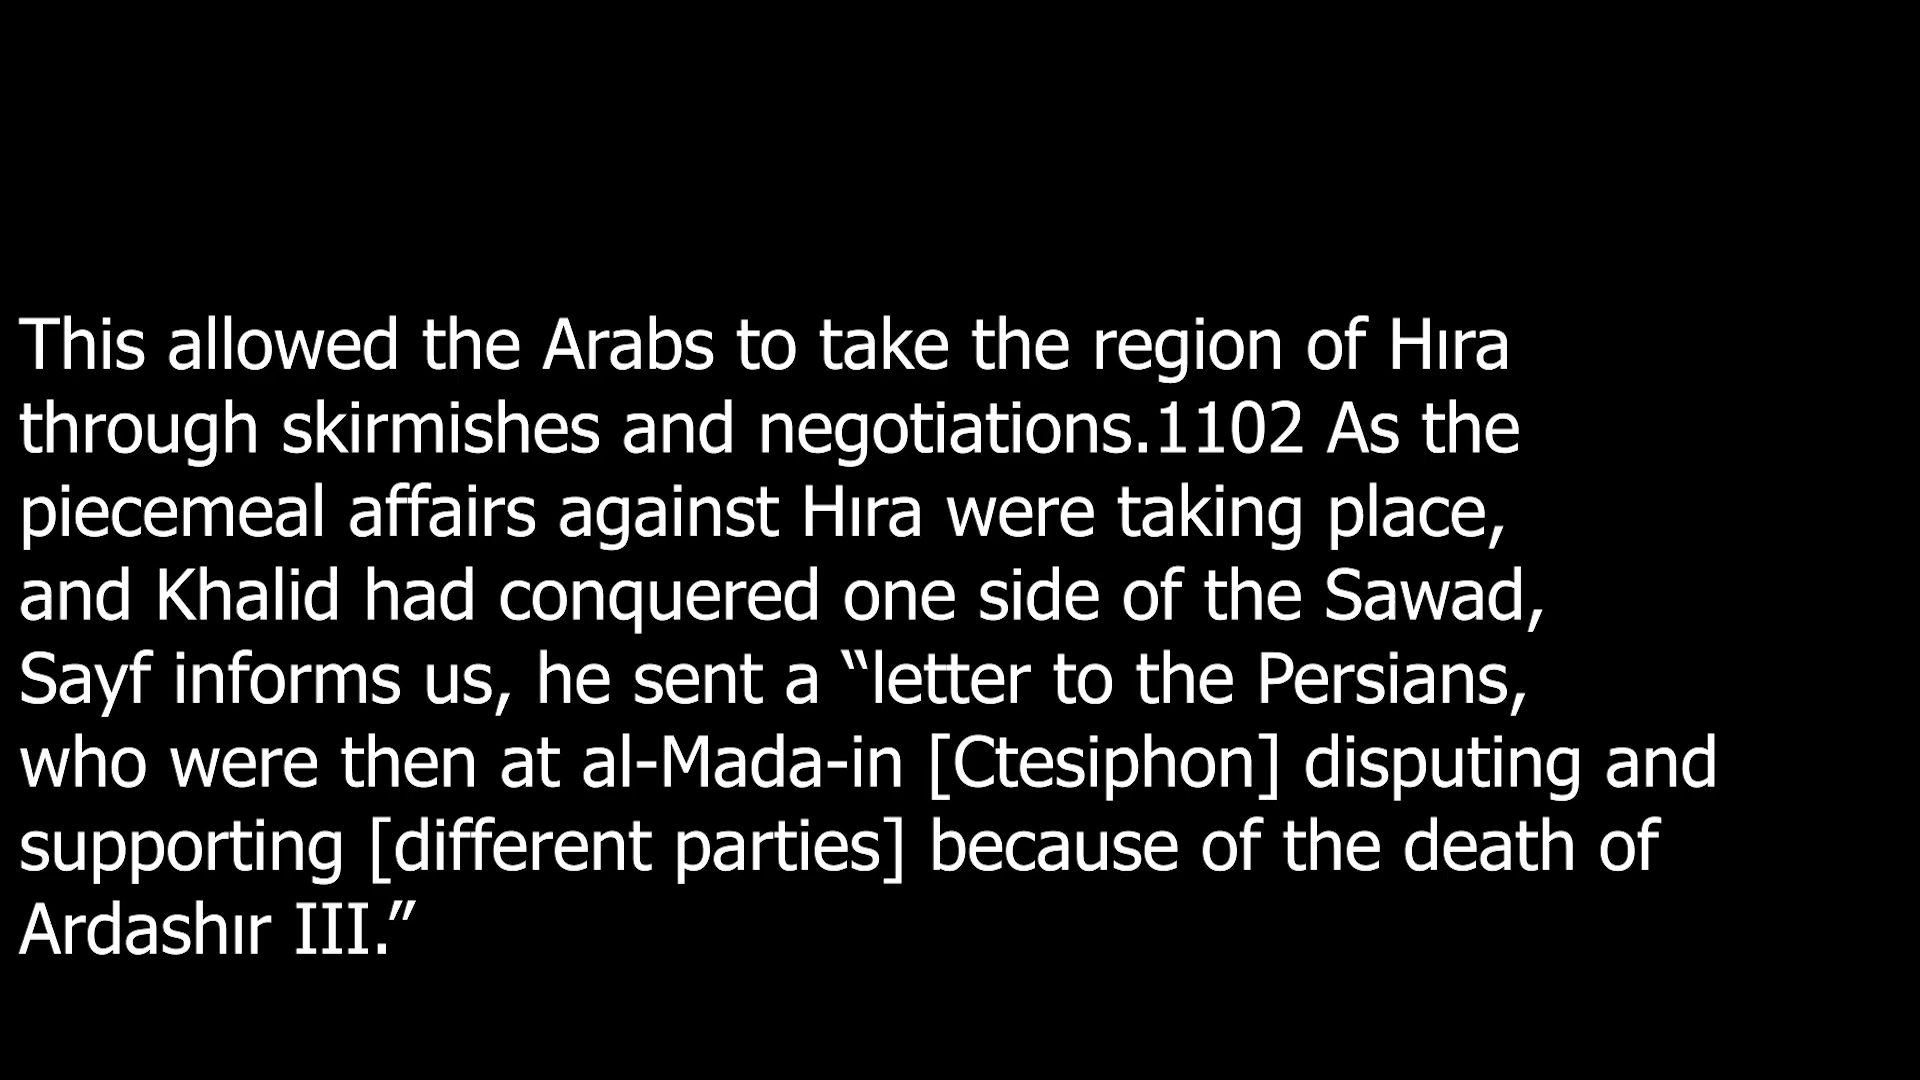 This allowed the Arabs to take the region of Hıra
through skirmishes and negotiations.1102 As the
piecemeal affairs against Hıra were taking place,
and Khalid had conquered one side of the Sawad,
Sayf informs us, he sent a “letter to the Persians,
who were then at al-Mada-in [Ctesiphon] disputing and
supporting [different parties] because of the death of
Ardashır III.”